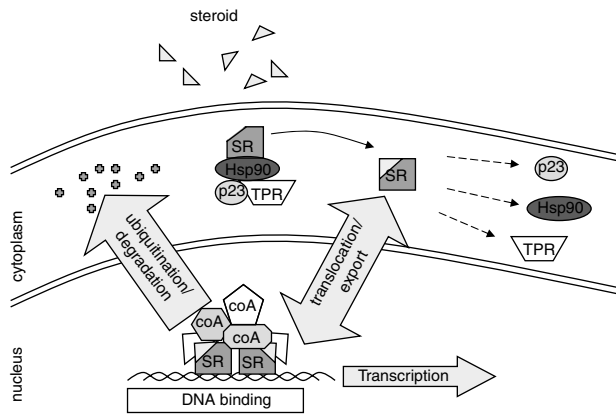 steroid
SR
Hsp90
p23
TPR
SR
p23
Hsp90
TPR
cytoplasm
ubiquitination/
degradation
translocation/
export
coA
coA
coA
SR
SR
nucleus
Transcription
DNA binding